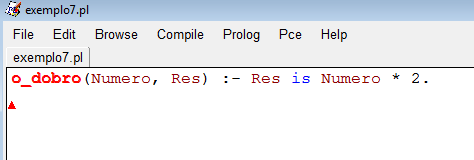 exemplo7.pl
File Edit Browse Compile Prolog Pce Help
exemplo7.pl
o_dobro(Numero, Res) :- Res is Numero * 2.